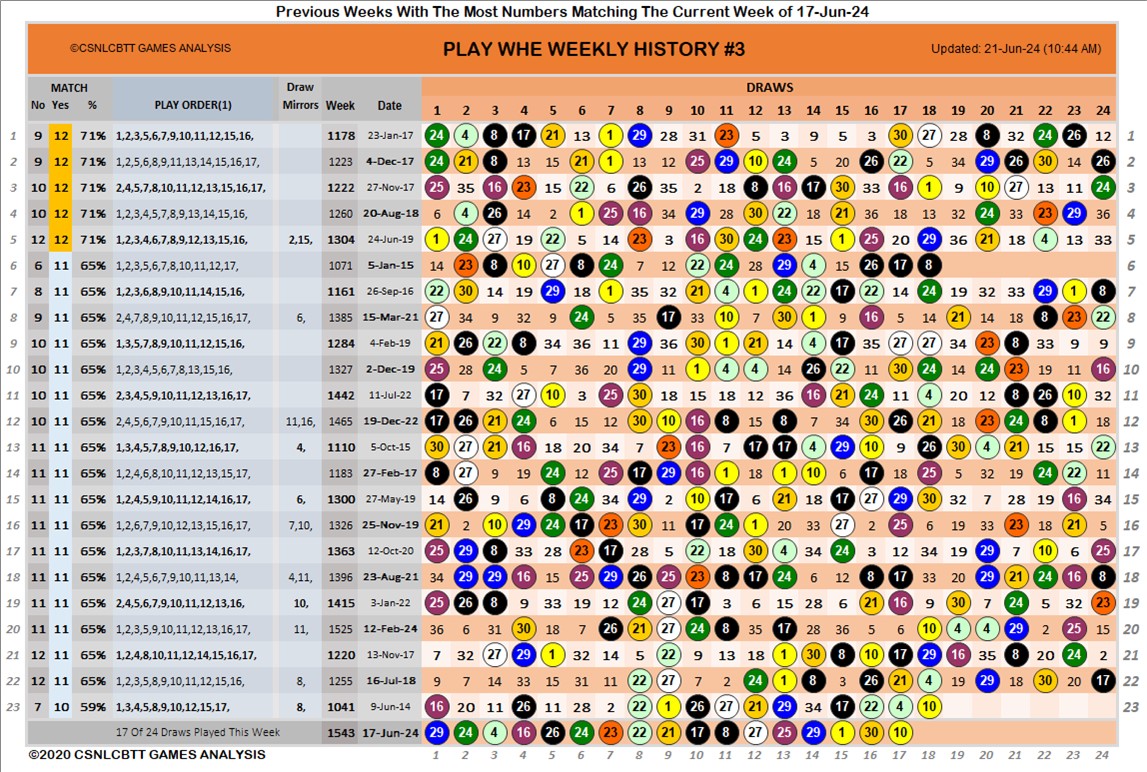 Previous Weeks With The Most Numbers Matching The Current Week of 17-Jun-24
©CSNLCBTT GAMES ANALYSIS PLAY WHE WEEKLY HISTORY #3 Updated: 21-Jun-24 (10:44 AM)
MATCH Draw DRAWS
No Yes % PLAY ORDER(1) Mirrors Week Date 1 2 3 4 5 6 7 8 9 10 11 12 13 14 15 16 17 18 19 20 21 22 23 24
1 9 12 71% 1,2,3,5,6,7,9,10,11,12,15,16, 1178 23-Jan-17 24 4 8 17 21 13 1 29 28 31 23 5 3 9 5 3 30 27 28 8 32 24 26 12 1
2 9 12 71% 1,2,5,6,8,9,11,13,14,15,16,17, 1223 4-Dec-17 24 21 8 13 15 21 1 13 12 25 29 10 24 5 20 26 22 5 34 29 26 30 14 26 2
3 10 12 71% 2,4,5,7,8,10,11,12,13,15,16,17, 1222 27-Nov-17 25 35 16 23 15 22 6 26 35 2 18 8 16 17 30 33 16 1 9 10 27 13 11 24 3
4 10 12 71% 1,2,3,4,5,7,8,9,13,14,15,16, 1260 20-Aug-18 6 4 26 14 2 1 25 16 34 29 28 30 22 18 21 36 18 13 32 24 33 23 29 36 4
5 12 12 71% 1,2,3,4,6,7,8,9,12,13,15,16, 2,15, 1304 24-Jun-19 1 24 27 19 22 5 14 23 3 16 30 24 23 15 1 25 20 29 36 21 18 4 13 33 5
6 6 11 65% 1,2,3,5,6,7,8,10,11,12,17, 1071 5-Jan-15 14 23 8 10 27 8 24 7 12 22 24 28 29 4 15 26 17 8 6
7 8 11 65% 1,2,3,6,8,9,10,11,14,15,16, 1161 26-Sep-16 22 30 14 19 29 18 1 35 32 21 4 1 24 22 17 22 14 24 19 32 33 29 1 8 7
8 9 11 65% 2,4,7,8,9,11,12,15,16,17, 6, 1385 15-Mar-21 27 34 9 32 9 24 5 35 17 33 10 7 30 1 9 16 5 14 21 14 18 8 23 22 8
9 9 11 65% 1,3,5,7,8,9,10,11,12,15,16, 1284 4-Feb-19 21 26 22 8 34 36 11 29 36 30 1 21 14 4 17 35 27 27 34 23 8 33 9 9 9
10 10 11 65% 1,2,3,4,5,6,7,8,13,15,16, 1327 2-Dec-19 25 28 24 5 7 36 20 29 10 1 4 4 14 26 22 11 30 24 14 24 23 19 11 16 10
11 10 11 65% 2,3,4,5,9,10,11,12,15,16,17, 1442 11-Jul-22 17 7 32 27 10 3 25 30 18 15 18 12 36 16 21 24 11 4 20 12 8 26 10 32 11
12 10 11 65% 2,4,5,6,7,9,10,11,15,16,17, 11,16, 1465 19-Dec-22 17 26 21 24 6 15 12 30 10 16 8 13 8 7 34 30 26 21 18 23 24 8 1 18 12
13 11 11 65% 1,3,4,5,7,8,9,10,12,16,17, 4, 1110 5-Oct-15 30 27 21 16 18 20 34 7 23 16 7 17 17 4 29 10 9 26 30 4 21 15 15 22 13
14 11 11 65% 1,2,4,6,8,10,11,12,13,15,17, 1183 27-Feb-17 8 27 9 19 24 12 25 17 29 16 1 18 1 10 6 17 18 25 5 32 19 24 22 11 14
15 11 11 65% 1,2,4,5,9,10,11,12,14,16,17, 6, 1300 27-May-19 14 26 9 6 8 24 34 29 2 10 17 6 21 18 17 27 29 30 32 7 28 19 16 34 15
16 11 11 65% 1,2,6,7,9,10,12,13,15,16,17, 7,10, 1326 25-Nov-19 21 2 10 29 24 17 23 30 11 17 24 1 20 33 27 2 25 6 19 33 23 18 21 5 16
17 11 11 65% 1,2,3,7,8,10,11,13,14,16,17, 1363 12-Oct-20 25 29 8 33 28 23 17 28 5 22 18 30 4 34 24 3 12 34 19 29 7 10 6 25 17
18 11 11 65% 1,2,4,5,6,7,9,10,11,13,14, 4,11, 1396 23-Aug-21 34 29 29 16 15 25 29 26 25 23 8 17 24 6 12 8 17 33 20 29 21 24 16 8 18
19 11 11 65% 2,4,5,6,7,9,10,11,12,13,16, 10, 1415 3-Jan-22 25 26 8 9 33 19 12 24 27 17 3 6 15 28 6 21 16 9 30 7 24 5 32 23 19
20 11 11 65% 1,2,3,5,9,10,11,12,13,16,17, 11, 1525 12-Feb-24 36 6 31 30 18 7 26 21 27 24 8 35 17 28 36 5 6 10 4 4 29 2 25 15 20
21 12 11 65% 1,2,4,8,10,11,12,14,15,16,17, 1220 13-Nov-17 7 32 27 29 1 32 14 5 22 9 13 18 1 30 8 10 17 29 16 35 8 20 24 2 21
22 12 11 65% 1,2,3,5,8,9,12,13,15,16,17, 8, 1255 16-Jul-18 9 7 14 33 15 31 11 22 27 7 2 24 1 8 3 26 21 4 19 29 18 30 20 17 22
23 7 10 59% 1,3,4,5,8,9,10,12,15,17, 8, 1041 9-Jun-14 16 20 11 26 11 28 2 22 1 26 27 21 29 34 17 22 4 10 23
17 Of 24 Draws Played This Week 1543 17-Jun-24 29 24 4 16 26 24 23 22 21 17 8 27 25 29 1 30 10
©2020 CSNLCBTT GAMES ANALYSIS 1 2 3 4 5 6 7 8 9 10 11 12 13 14 15 16 17 18 19 20 21 22 23 24